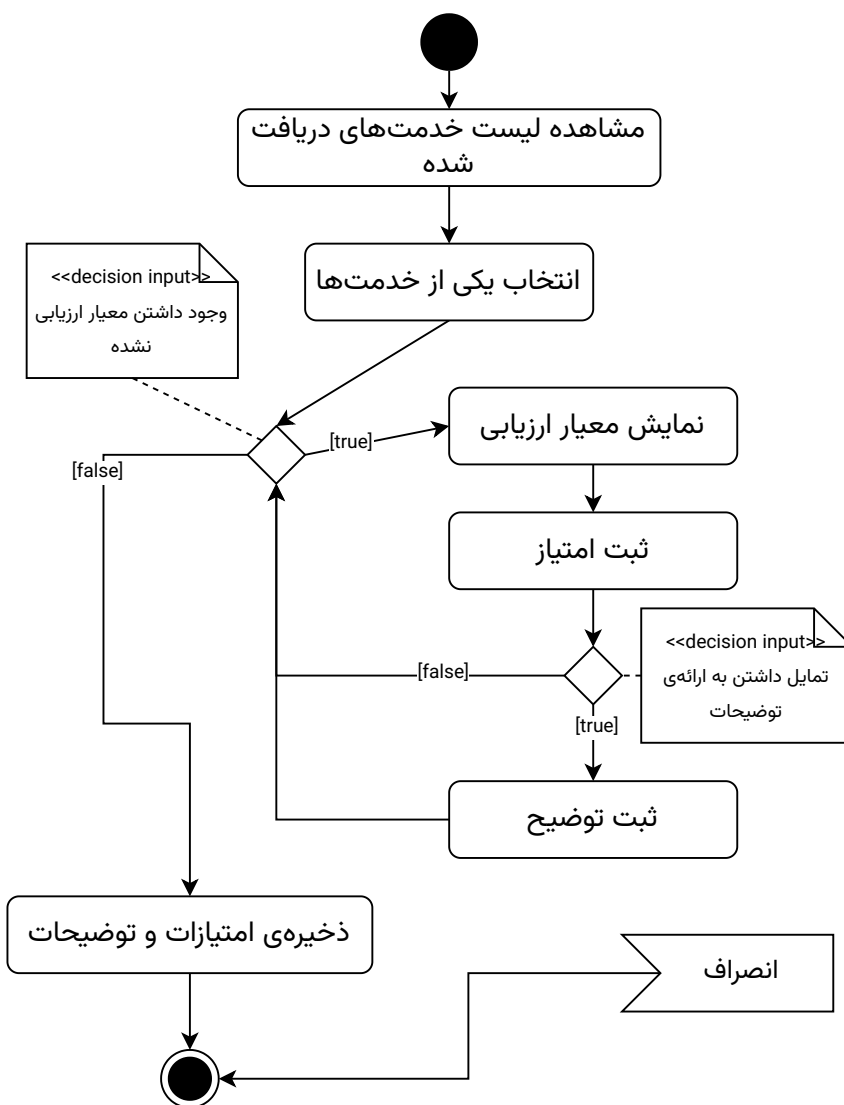 مشاهده لیست خدمت‌های دریافت
شده
انتخاب یکی از خدمت‌ها
<<decision input>>
وجود داشتن معیار ارزیابی
نشده
[true]
نمایش معیار ارزیابی
[false]
ثبت امتیاز
<<decision input>>
تمایل داشتن به ارائه‌ی
توضیحات
[false]
[true]
ثبت توضیح
ذخیره‌ی امتیازات و توضیحات
انصراف